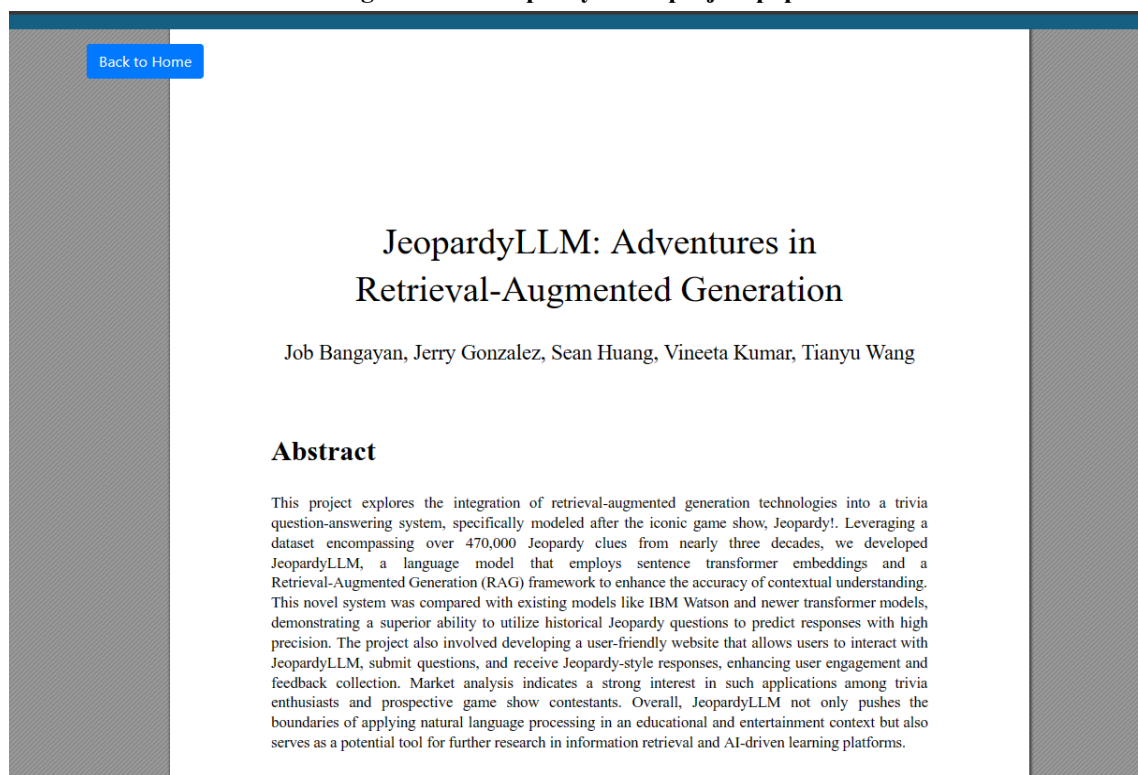 Back to Home
JeopardyLLM: Adventures in
Retrieval-Augmented Generation
Job Bangayan, Jerry Gonzalez, Sean Huang, Vineeta Kumar, Tianyu Wang
Abstract
This project explores the integration of retrieval-augmented generation technologies into a trivia
question-answering system, specifically modeled after the iconic game show, Jeopardy!. Leveraging a
dataset encompassing over 470,000 Jeopardy clues from nearly three decades, we developed
JeopardyLLM, a language model that employs sentence transformer embeddings and a
Retrieval-Augmented Generation (RAG) framework to enhance the accuracy of contextual understanding.
This novel system was compared with existing models like IBM Watson and newer transformer models,
demonstrating a superior ability to utilize historical Jeopardy questions to predict responses with high
precision. The project also involved developing a user-friendly website that allows users to interact with
JeopardyLLM, submit questions, and receive Jeopardy-style responses, enhancing user engagement and
feedback collection. Market analysis indicates a strong interest in such applications among trivia
enthusiasts and prospective game show contestants. Overall, JeopardyLLM not only pushes the
boundaries of applying natural language processing in an educational and entertainment context but also
serves as a potential tool for further research in information retrieval and AI-driven learning platforms.